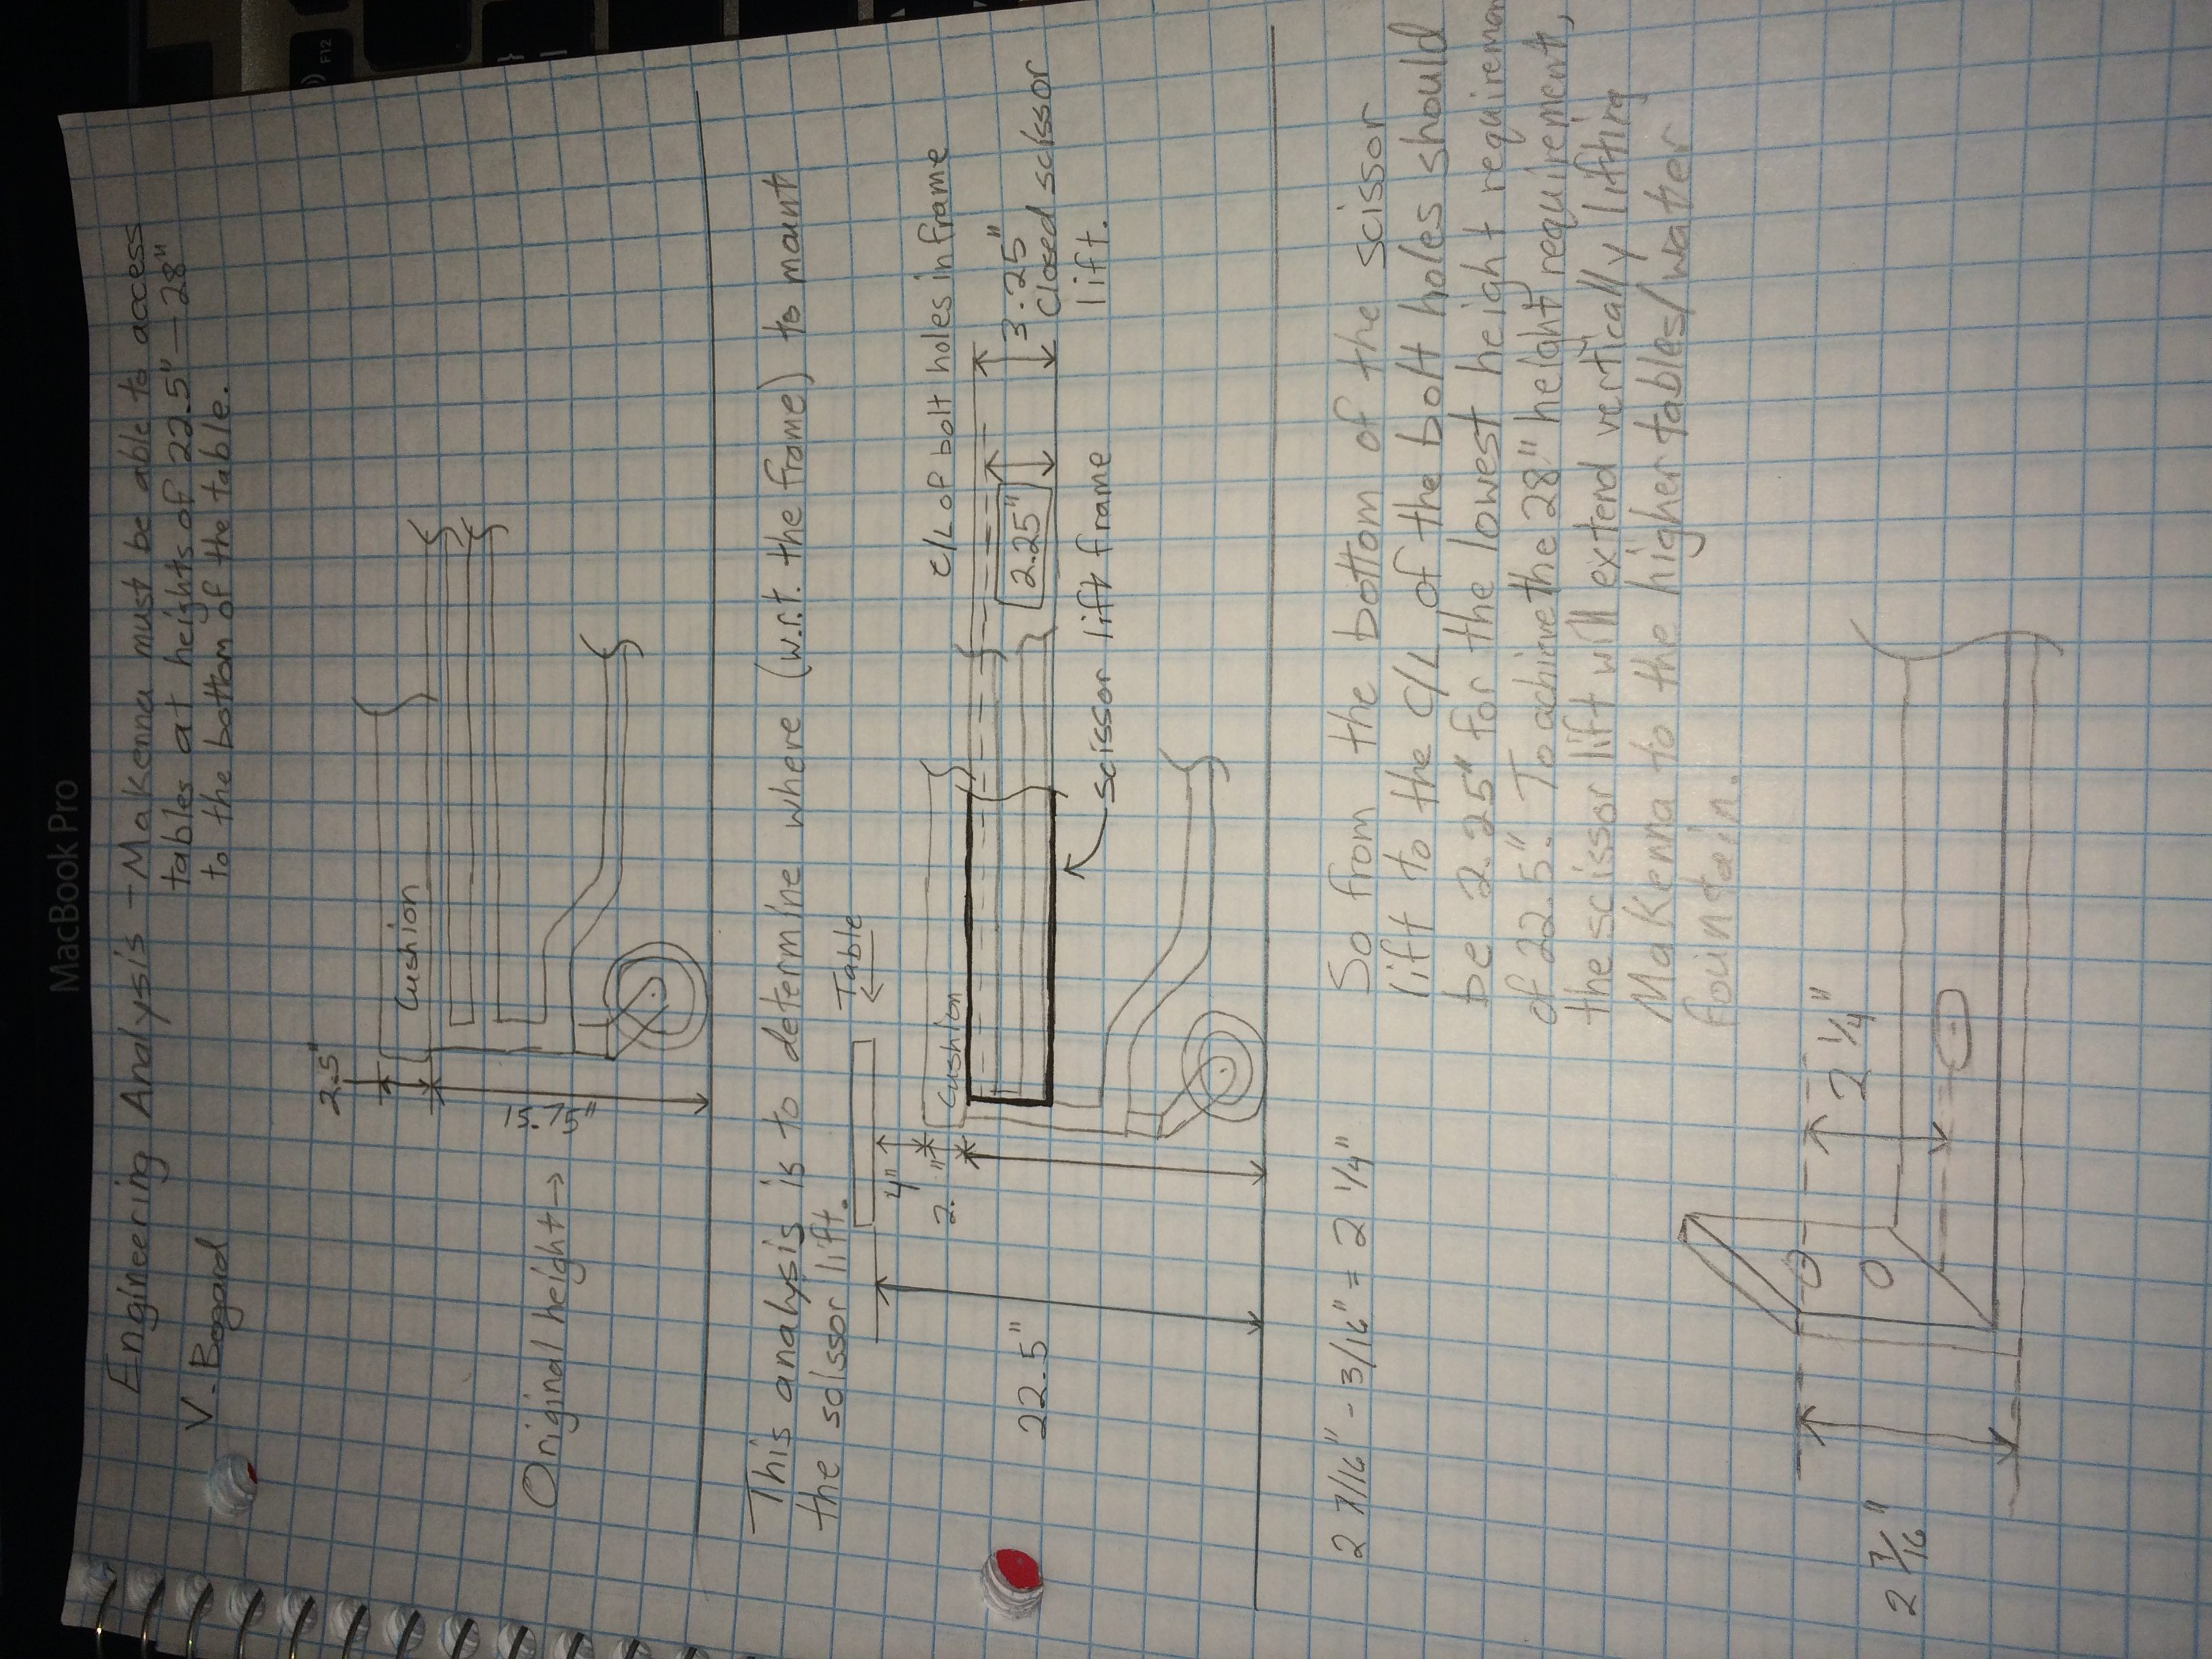 MacBook Pro
F12
Engineering Analysis - Makenna must be able to access
tables at heights of 22.5" - 28"
V. Bogard
to the bottom of the table.
2.5"
Cushion
15.75"
Original height →
This analysis is to determine where (w.r.t. the frame) to mount
the scissor lift.
Table
4"
2. "
Cushion
C/L of bolt holes in frame
22.5"
2.25"
3.25"
Closed scissor
lift.
scissor lift frame
2 7/16" - 3/16" = 2 1/4"
So from the bottom of the scissor
lift to the C/L of the bolt holes should
be 2.25" for the lowest height requiremen
of 22.5". To achieve the 28" height requirement,
the scissor lift will extend vertically lifting
Makenna to the higher tables/water
fountain.
2 1/4"
2 7/16"